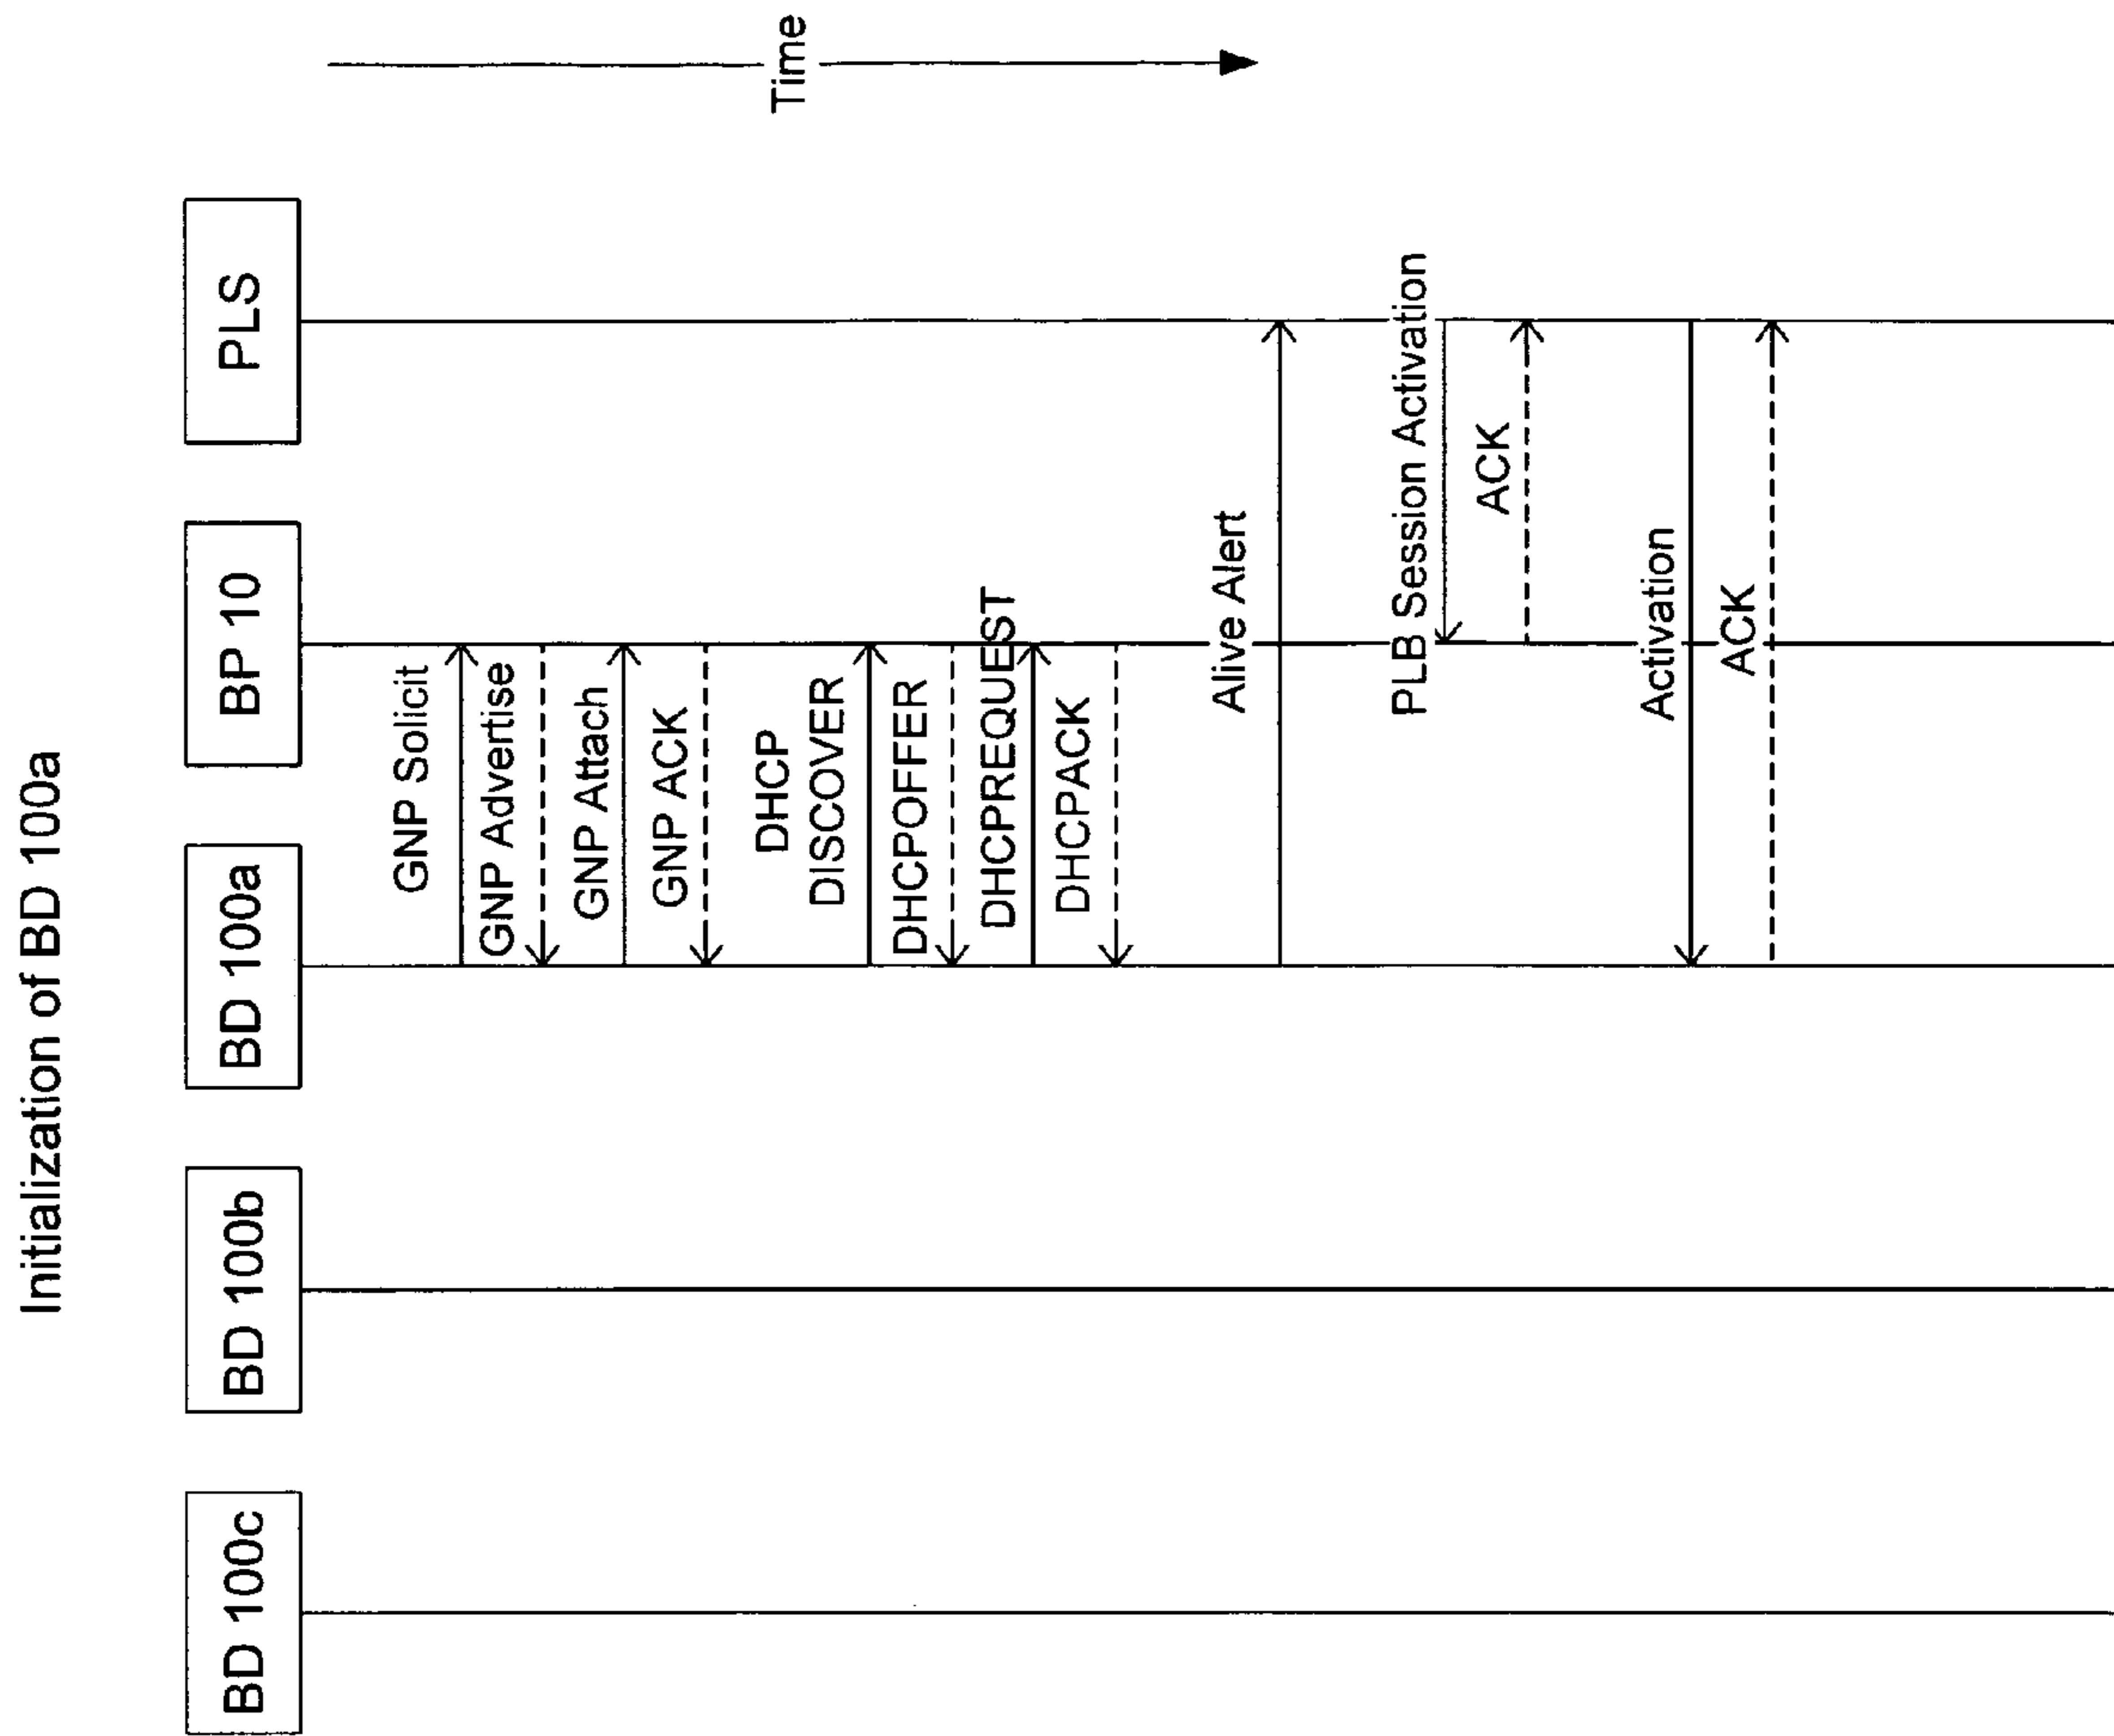 Initialization of BD 100a
BD 100c
BD 100b
BD 100a
BP 10
PLS
Time
GNP Solicit
GNP Advertise
GNP Attach
GNP ACK
DHCP
DISCOVER
DHCPOFFER
DHCPREQUEST
DHCPACK
Alive Alert
PLB Session Activation
ACK
Activation
ACK